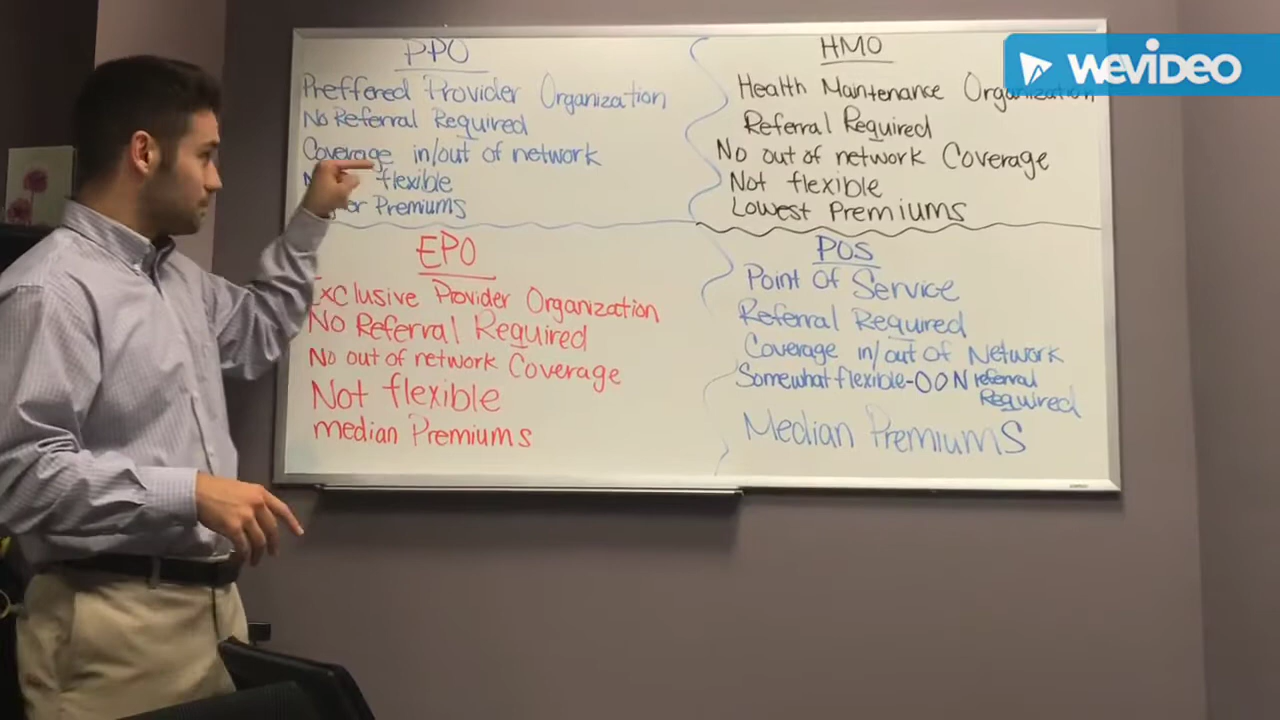 PPO
Preffered Provider Organization
No Referral Required
Coverage in/out of network
flexible
Premiums
HMO
Health Maintenance Organization
Referral Required
No out of network Coverage
Not flexible
Lowest Premiums
EPO
Exclusive Provider Organization
No Referral Required
No out of network Coverage
Not flexible
median Premiums
POS
Point Of Service
Referral Required
Coverage in/out of Network
Somewhat flexible-OON referral
Required
Median Premiums
WEVIDEO